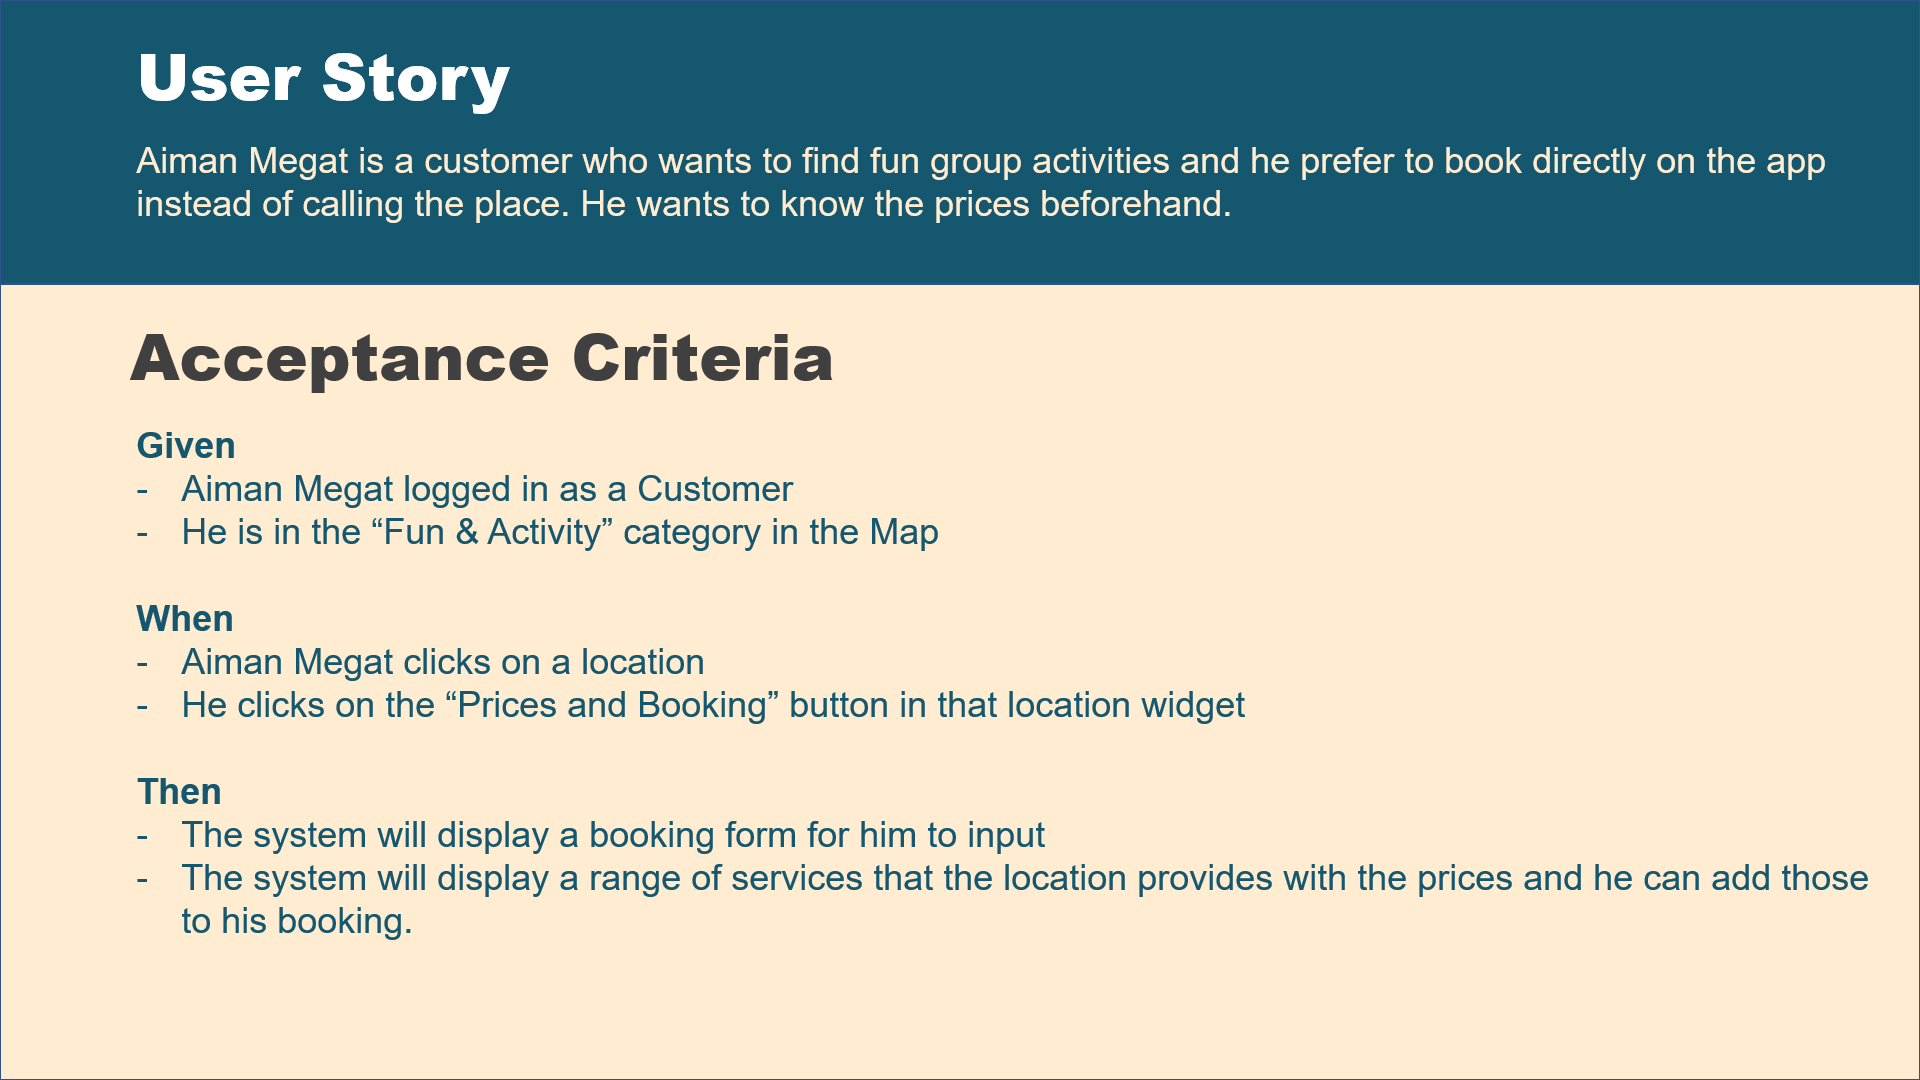 User Story
Aiman Megat is a customer who wants to find fun group activities and he prefer to book directly on the app
instead of calling the place. He wants to know the prices beforehand.
Acceptance Criteria
Given
- Aiman Megat logged in as a Customer
- He is in the “Fun & Activity” category in the Map
When
- Aiman Megat clicks on a location
- He clicks on the “Prices and Booking” button in that location widget
Then
- The system will display a booking form for him to input
- The system will display a range of services that the location provides with the prices and he can add those
to his booking.